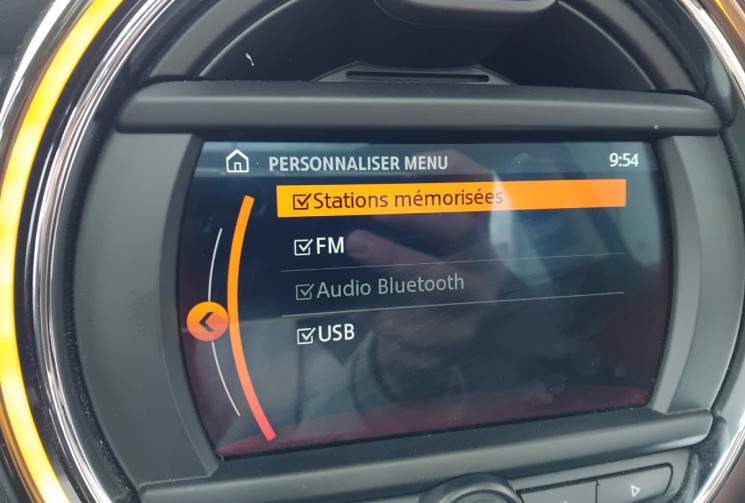 PERSONNALISER MENU 9:54
Stations mémorisées
FM
Audio Bluetooth
USB